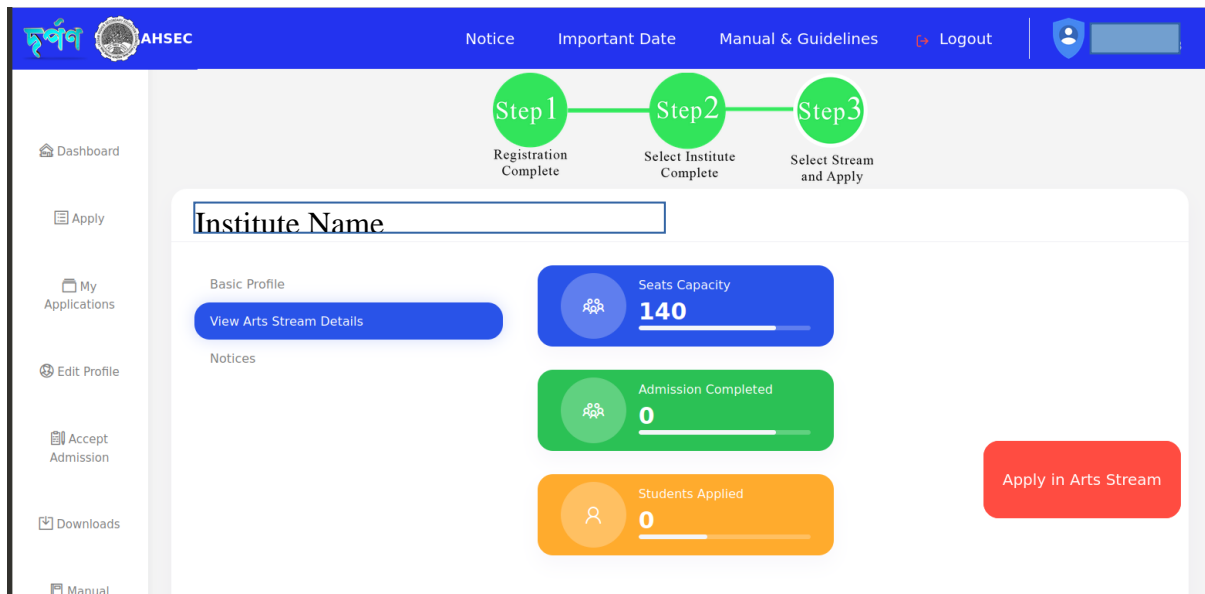 দৰ্পণ AHSEC Notice Important Date Manual & Guidelines Logout
Step1 Step2 Step3
Registration
Complete
Select Institute
Complete
Select Stream
and Apply
Dashboard
Apply
My
Applications
Edit Profile
Accept
Admission
Downloads
Manual
Institute Name
Basic Profile
View Arts Stream Details
Notices
Seats Capacity
140
Admission Completed
0
Students Applied
0
Apply in Arts Stream